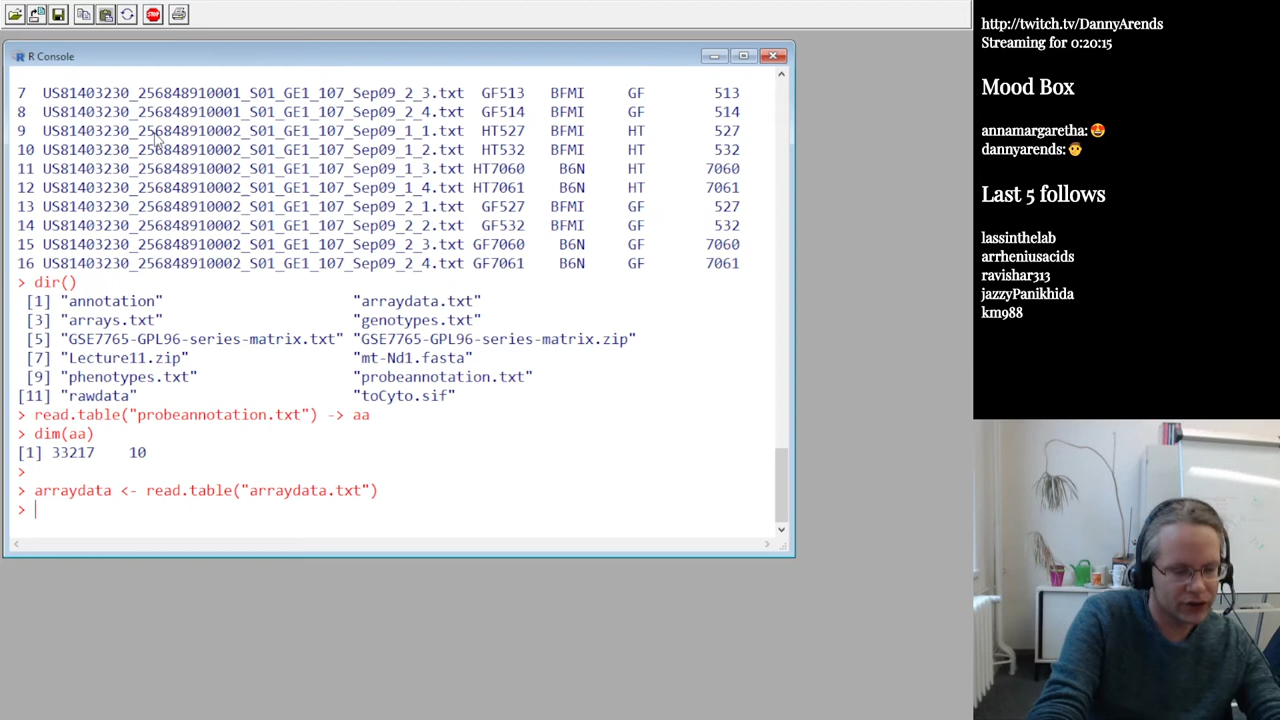 R Console
7 US81403230_256848910001_S01_GE1_107_Sep09_2_3.txt GF513 BFMI GF 513
8 US81403230_256848910001_S01_GE1_107_Sep09_2_4.txt GF514 BFMI GF 514
9 US81403230_256848910002_S01_GE1_107_Sep09_1_1.txt HT527 BFMI HT 527
10 US81403230_256848910002_S01_GE1_107_Sep09_1_2.txt HT532 BFMI HT 532
11 US81403230_256848910002_S01_GE1_107_Sep09_1_3.txt HT7060 B6N HT 7060
12 US81403230_256848910002_S01_GE1_107_Sep09_1_4.txt HT7061 B6N HT 7061
13 US81403230_256848910002_S01_GE1_107_Sep09_2_1.txt GF527 BFMI GF 527
14 US81403230_256848910002_S01_GE1_107_Sep09_2_2.txt GF532 BFMI GF 532
15 US81403230_256848910002_S01_GE1_107_Sep09_2_3.txt GF7060 B6N GF 7060
16 US81403230_256848910002_S01_GE1_107_Sep09_2_4.txt GF7061 B6N GF 7061
> dir()
[1] "annotation" "arraydata.txt"
[3] "arrays.txt" "genotypes.txt"
[5] "GSE7765-GPL96-series-matrix.txt" "GSE7765-GPL96-series-matrix.zip"
[7] "Lecture11.zip" "mt-Nd1.fasta"
[9] "phenotypes.txt" "probeannotation.txt"
[11] "rawdata" "toCyto.sif"
> read.table("probeannotation.txt") -> aa
> dim(aa)
[1] 33217 10
>
> arraydata <- read.table("arraydata.txt")
>
http://twitch.tv/DannyArends
Streaming for 0:20:15
Mood Box
annamargaretha: 😍
dannyarends: 👨
Last 5 follows
lassinthelab
arrheniusacids
ravishar313
jazzyPanikhida
km988
STOP